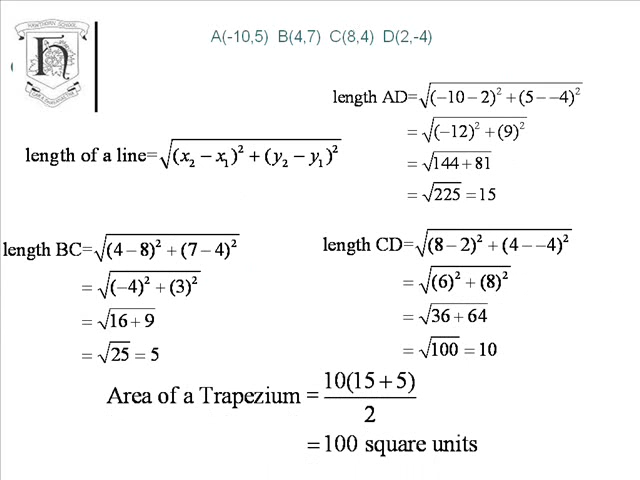 HAWTHORN SCHOOL
A(-10,5) B(4,7) C(8,4) D(2,-4)
length AD=√((−10−2)²+(5−−4)²)
=√((−12)²+(9)²)
=√(144+81)
=√225=15
length of a line=√((x₂−x₁)²+(y₂−y₁)²)
length BC=√((4−8)²+(7−4)²)
=√((−4)²+(3)²)
=√(16+9)
=√25=5
length CD=√((8−2)²+(4−−4)²)
=√((6)²+(8)²)
=√(36+64)
=√100=10
Area of a Trapezium=10(15+5)/2
=100 square units